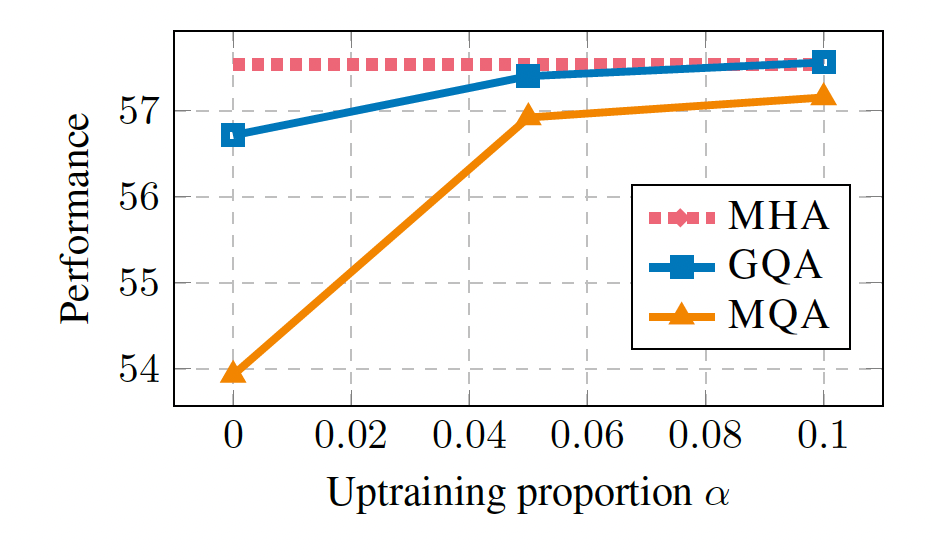 Performance
57
56
55
54
MHA
GQA
MQA
0 0.02 0.04 0.06 0.08 0.1
Uptraining proportion α